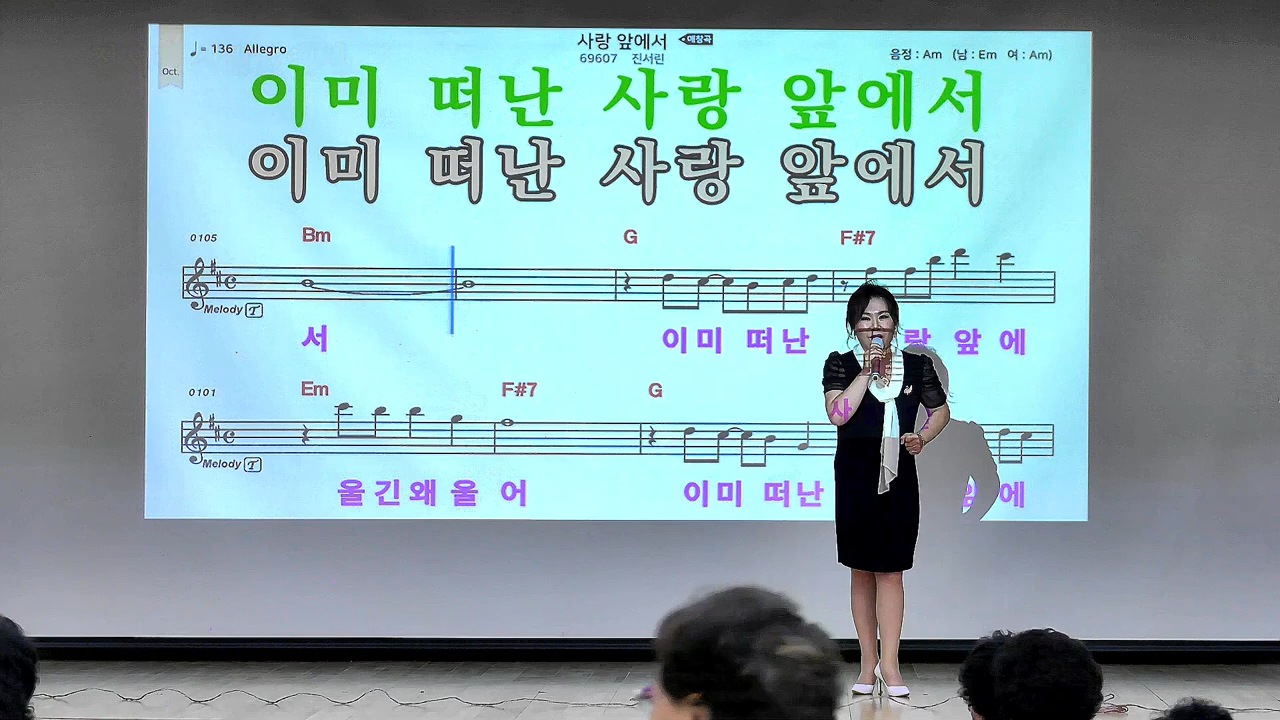 ♩= 136 Allegro
사랑 앞에서 애창곡
69607 진서린
음정 : Am (남 : Em 여 : Am)
Oct.
이미 떠난 사랑 앞에서
이미 떠난 사랑 앞에서
0105 Bm G F#7
Melody T
서 이미 떠난 랑 앞에
0101 Em F#7 G
Melody T
울긴왜울어 이미 떠난 사 에